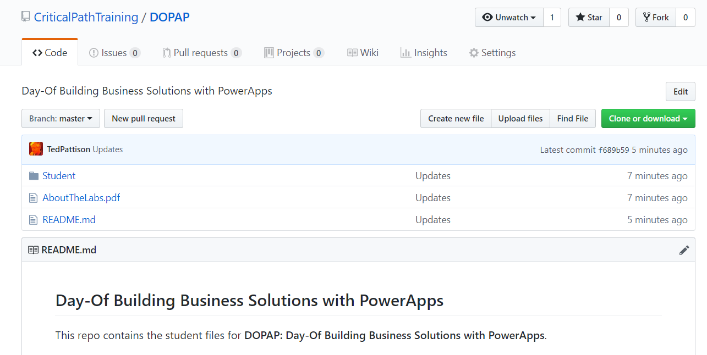 CriticalPathTraining / DOPAP
Unwatch 1 Star 0 Fork 0
Code Issues 0 Pull requests 0 Projects 0 Wiki Insights Settings
Day-Of Building Business Solutions with PowerApps Edit
Branch: master New pull request Create new file Upload files Find File Clone or download
TedPattison Updates Latest commit f689b59 5 minutes ago
Student Updates 7 minutes ago
AboutTheLabs.pdf Updates 7 minutes ago
README.md Updates 5 minutes ago
README.md
Day-Of Building Business Solutions with PowerApps
This repo contains the student files for DOPAP: Day-Of Building Business Solutions with PowerApps.